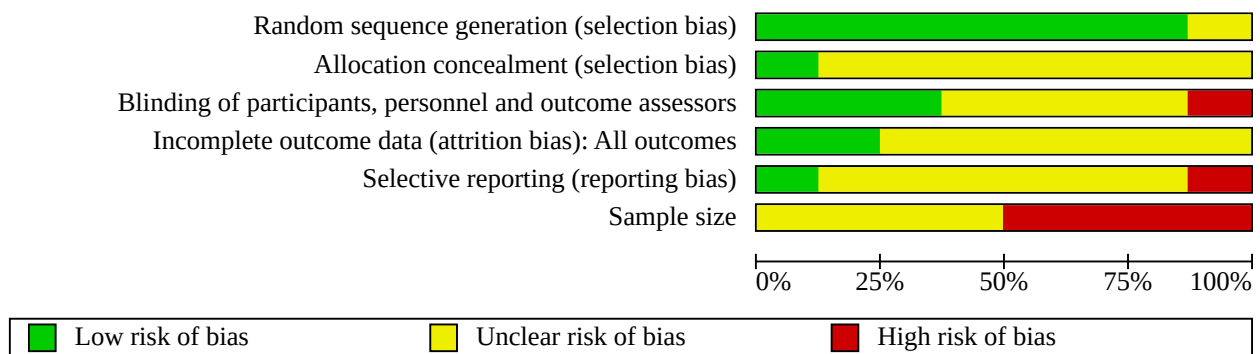 Random sequence generation (selection bias)
Allocation concealment (selection bias)
Blinding of participants, personnel and outcome assessors
Incomplete outcome data (attrition bias): All outcomes
Selective reporting (reporting bias)
Sample size
0% 25% 50% 75% 100%
Low risk of bias Unclear risk of bias High risk of bias